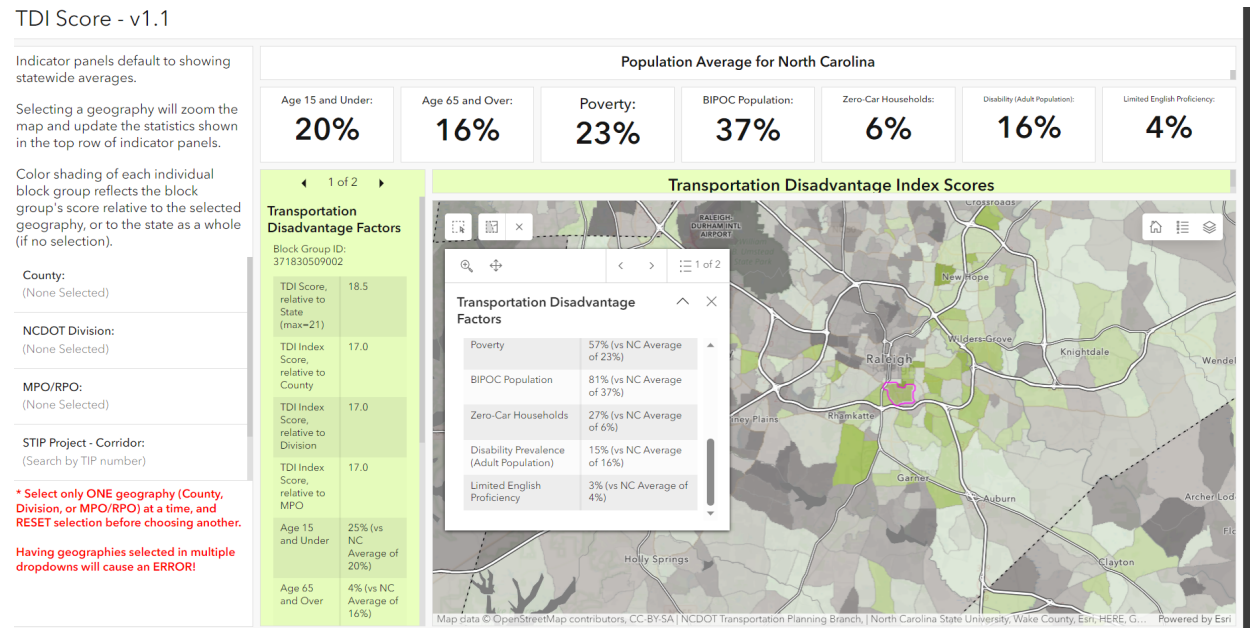 TDI Score - v1.1
Indicator panels default to showing
statewide averages.
Selecting a geography will zoom the
map and update the statistics shown
in the top row of indicator panels.
Color shading of each individual
block group reflects the block
group's score relative to the selected
geography, or to the state as a whole
(if no selection).
County:
(None Selected)
NCDOT Division:
(None Selected)
MPO/RPO:
(None Selected)
STIP Project - Corridor:
(Search by TIP number)
* Select only ONE geography (County,
Division, or MPO/RPO) at a time, and
RESET selection before choosing another.
Having geographies selected in multiple
dropdowns will cause an ERROR!
Population Average for North Carolina
Age 15 and Under:
20%
Age 65 and Over:
16%
Poverty:
23%
BIPOC Population:
37%
Zero-Car Households:
6%
Disability (Adult Population):
16%
Limited English Proficiency:
4%
1 of 2
Transportation
Disadvantage Factors
Block Group ID:
371830509002
TDI Score,
relative to
State
(max=21)
18.5
TDI Index
Score,
relative to
County
17.0
TDI Index
Score,
relative to
Division
17.0
TDI Index
Score,
relative to
MPO
17.0
Age 15
and Under
25% (vs
NC
Average of
20%)
Age 65
and Over
4% (vs NC
Average of
16%)
Transportation Disadvantage Index Scores
1 of 2
Transportation Disadvantage
Factors
Poverty
57% (vs NC Average
of 23%)
BIPOC Population
81% (vs NC Average
of 37%)
Zero-Car Households
27% (vs NC Average
of 6%)
Disability Prevalence
(Adult Population)
15% (vs NC Average
of 16%)
Limited English
Proficiency
3% (vs NC Average of
4%)
Crossroads
RALEIGH-
DURHAM INTL
AIRPORT
New Hope
Wilders Grove
Knightdale
Wendel
Raleigh
Rhamkatte
ney Plains
Garner
Auburn
Archer Lod
Flo
Holly Springs
Clayton
Map data © OpenStreetMap contributors, CC-BY-SA | NCDOT Transportation Planning Branch, | North Carolina State University, Wake County, Esri, HERE, G...
Powered by Esri